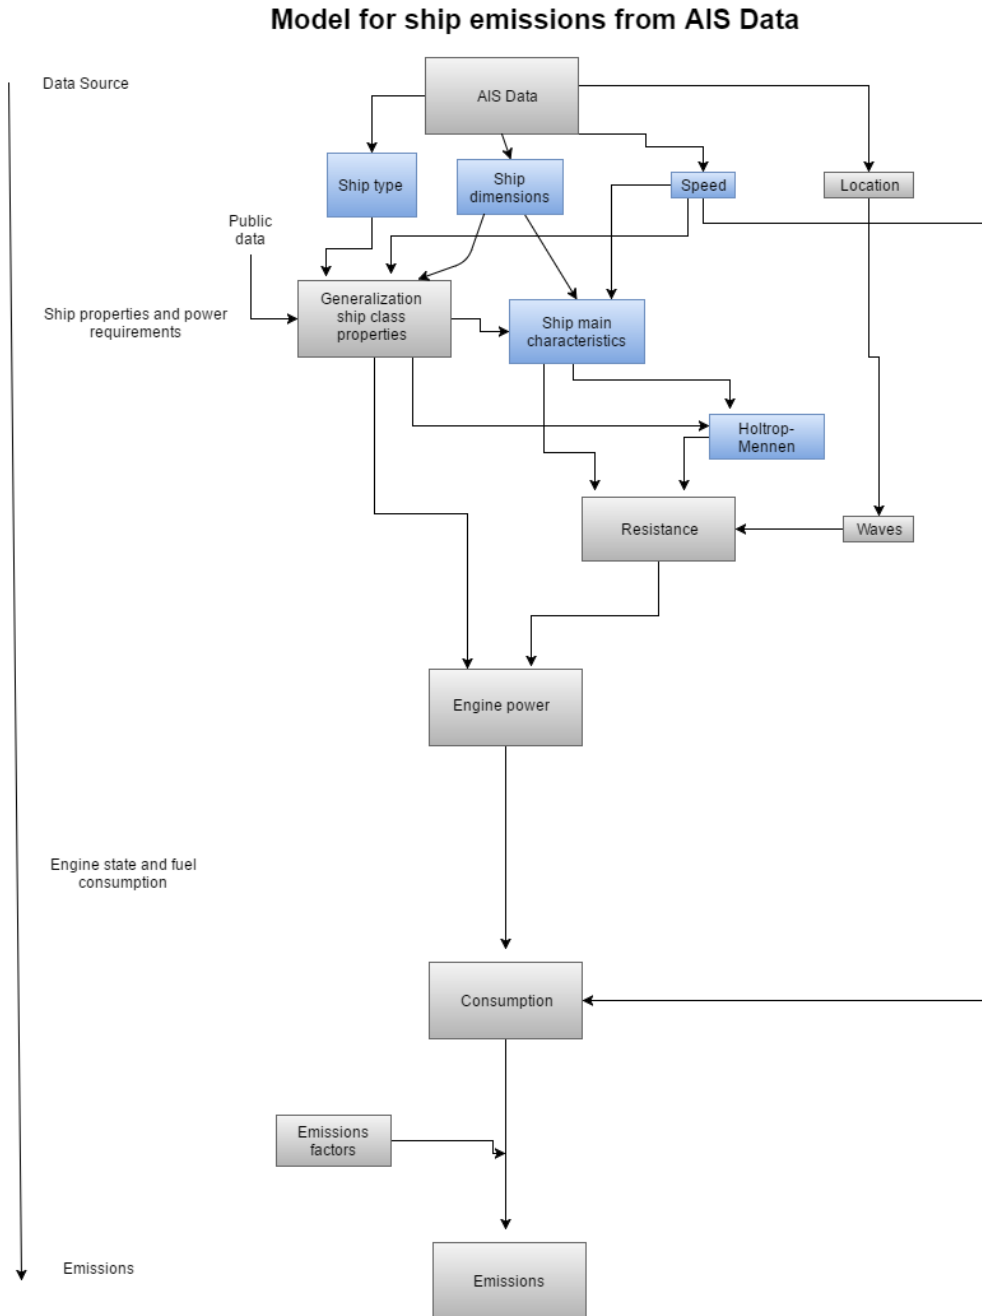 Model for ship emissions from AIS Data
Data Source
AIS Data
Ship type
Ship
dimensions
Speed
Location
Public
data
Ship properties and power
requirements
Generalization
ship class
properties
Ship main
characteristics
Holtrop-
Mennen
Resistance
Waves
Engine power
Engine state and fuel
consumption
Consumption
Emissions
factors
Emissions
Emissions